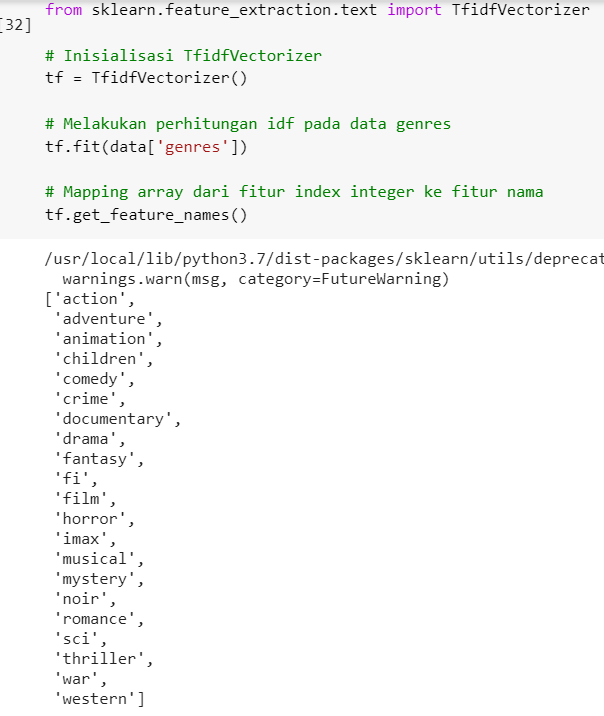 from sklearn.feature_extraction.text import TfidfVectorizer
[32]
# Inisialisasi TfidfVectorizer
tf = TfidfVectorizer()
# Melakukan perhitungan idf pada data genres
tf.fit(data['genres'])
# Mapping array dari fitur index integer ke fitur nama
tf.get_feature_names()
/usr/local/lib/python3.7/dist-packages/sklearn/utils/deprecat
warnings.warn(msg, category=FutureWarning)
['action',
'adventure',
'animation',
'children',
'comedy',
'crime',
'documentary',
'drama',
'fantasy',
'fi',
'film',
'horror',
'imax',
'musical',
'mystery',
'noir',
'romance',
'sci',
'thriller',
'war',
'western']